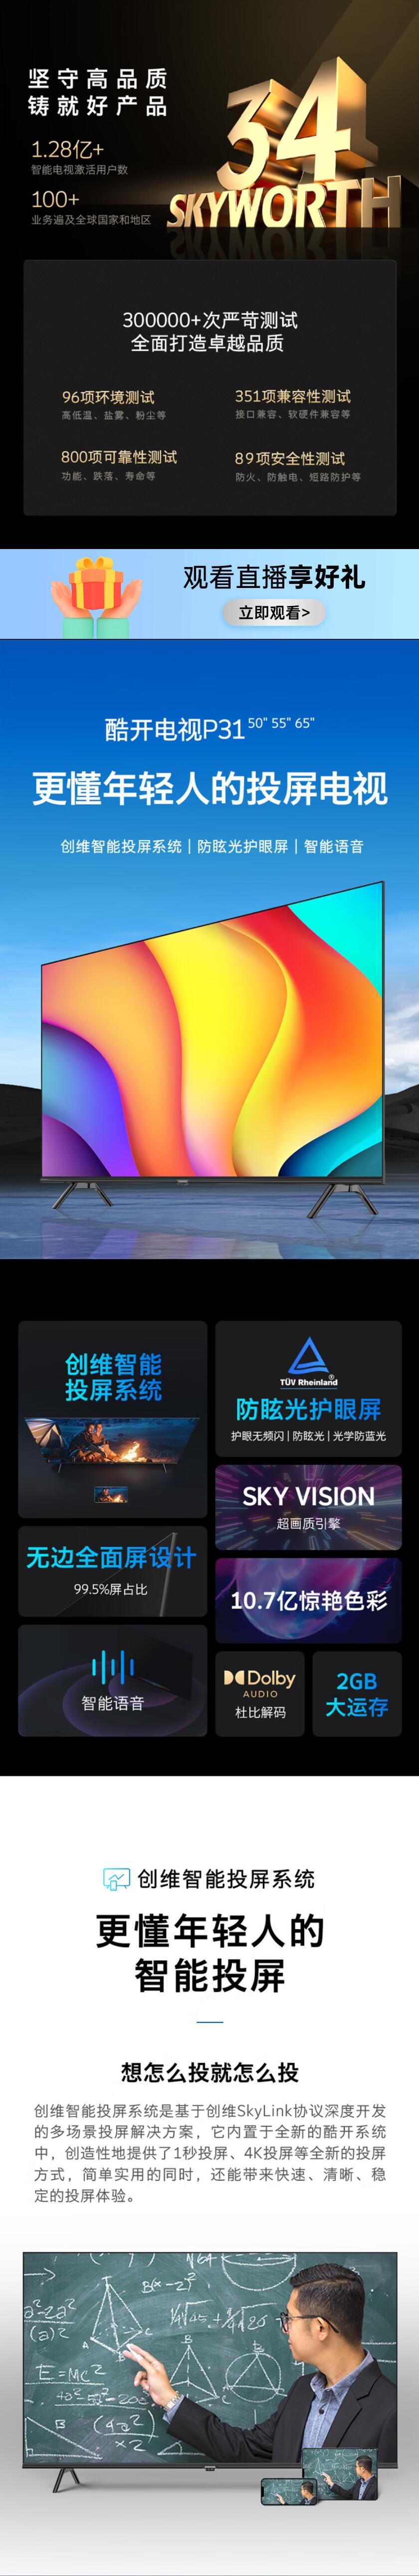 坚守高品质
铸就好产品
1.28亿+
智能电视激活用户数
100+
业务遍及全球国家和地区
34
SKYWORTH
300000+次严苛测试
全面打造卓越品质
96项环境测试
高低温、盐雾、粉尘等
351项兼容性测试
接口兼容、软硬件兼容等
800项可靠性测试
功能、跌落、寿命等
89项安全性测试
防火、防触电、短路防护等
观看直播享好礼
立即观看>
酷开电视P31 50" 55" 65"
更懂年轻人的投屏电视
创维智能投屏系统 | 防眩光护眼屏 | 智能语音
创维智能
投屏系统
TÜV Rheinland®
防眩光护眼屏
护眼无频闪 | 防眩光 | 光学防蓝光
SKY VISION
超画质引擎
无边全面屏设计
99.5%屏占比
10.7亿惊艳色彩
智能语音
Dolby
AUDIO
杜比解码
2GB
大运存
创维智能投屏系统
更懂年轻人的
智能投屏
想怎么投就怎么投
创维智能投屏系统是基于创维SkyLink协议深度开发
的多场景投屏解决方案，它内置于全新的酷开系统
中，创造性地提供了1秒投屏、4K投屏等全新的投屏
方式，简单实用的同时，还能带来快速、清晰、稳
定的投屏体验。
B(x-2)²
E=MC²